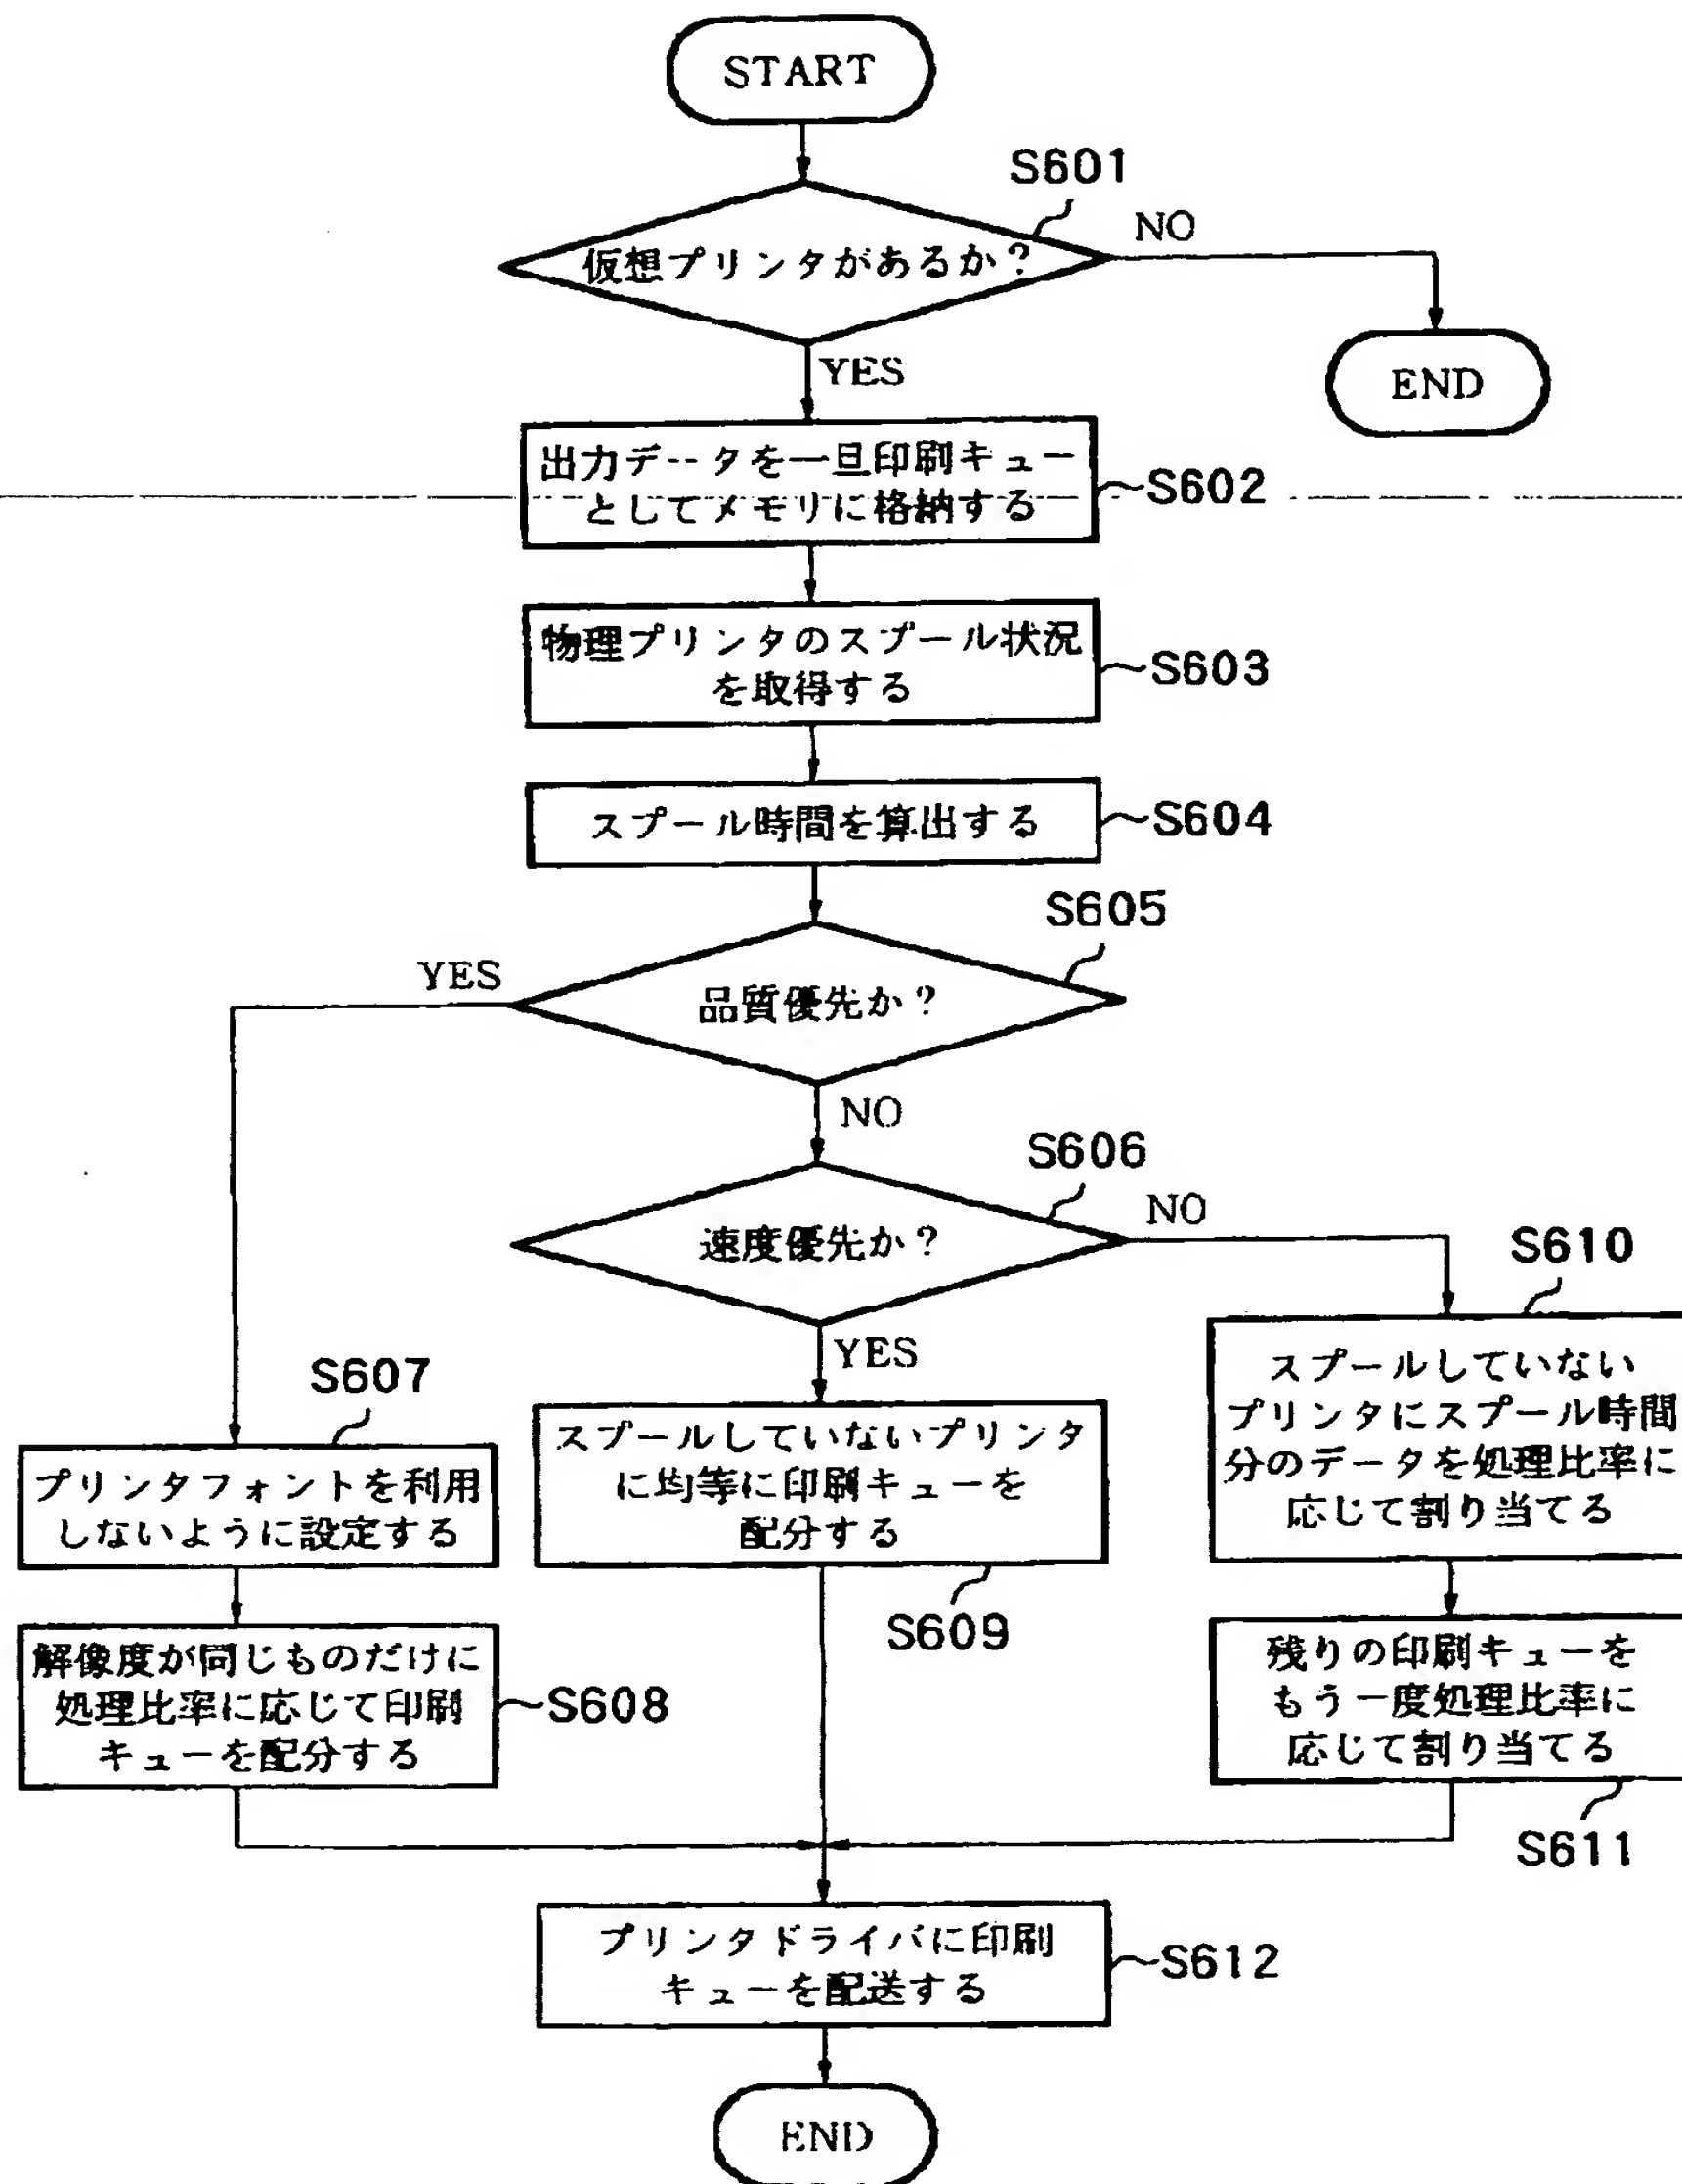 START
S601
仮想プリンタがあるか？
NO
END
YES
出力データを一旦印刷キュー
としてメモリに格納する
S602
物理プリンタのスプール状況
を取得する
S603
スプール時間を算出する
S604
S605
YES
品質優先か？
NO
S606
速度優先か？
NO
YES
S607
プリンタフォントを利用
しないように設定する
解像度が同じものだけに
処理比率に応じて印刷
キューを配分する
S608
スプールしていないプリンタ
に均等に印刷キューを
配分する
S609
S610
スプールしていない
プリンタにスプール時間
分のデータを処理比率に
応じて割り当てる
残りの印刷キューを
もう一度処理比率に
応じて割り当てる
S611
プリンタドライバに印刷
キューを配送する
S612
END